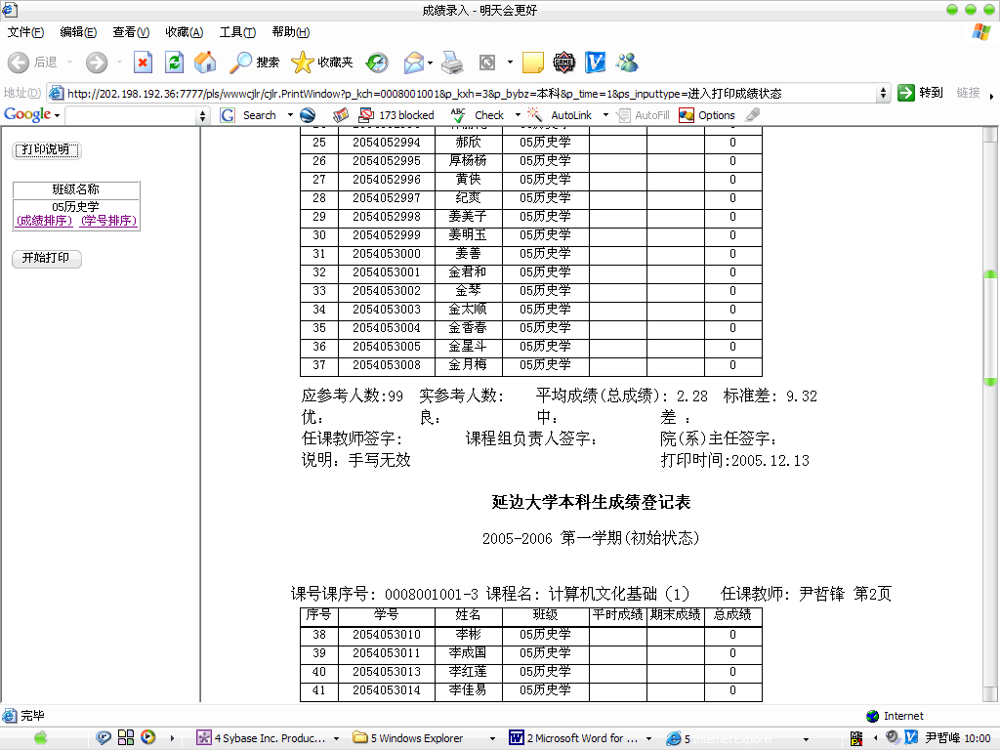 成绩录入 - 明天会更好
文件(F) 编辑(E) 查看(V) 收藏(A) 工具(T) 帮助(H)
后退 搜索 收藏夹
地址(D) http://202.198.192.36:7777/pls/wwwcjlr/cjlr.PrintWindow?p_kch=0008001001&p_kxh=3&p_bybz=本科&p_time=1&ps_inputtype=进入打印成绩状态 转到 链接
Google Search 173 blocked ABC Check AutoLink AutoFill Options
打印说明
班级名称
05历史学
(成绩排序) (学号排序)
开始打印
25 2054052994 郝欣 05历史学 0
26 2054052995 厚杨杨 05历史学 0
27 2054052996 黄侠 05历史学 0
28 2054052997 纪爽 05历史学 0
29 2054052998 姜美子 05历史学 0
30 2054052999 姜明玉 05历史学 0
31 2054053000 姜善 05历史学 0
32 2054053001 金君和 05历史学 0
33 2054053002 金琴 05历史学 0
34 2054053003 金太顺 05历史学 0
35 2054053004 金香春 05历史学 0
36 2054053005 金星斗 05历史学 0
37 2054053008 金月梅 05历史学 0
应参考人数:99 实参考人数: 平均成绩(总成绩): 2.28 标准差: 9.32
优: 良: 中: 差 :
任课教师签字: 课程组负责人签字: 院(系)主任签字:
说明: 手写无效 打印时间:2005.12.13
延边大学本科生成绩登记表
2005-2006 第一学期(初始状态)
课号课序号: 0008001001-3 课程名: 计算机文化基础 (1) 任课教师: 尹哲锋 第2页
序号 学号 姓名 班级 平时成绩 期末成绩 总成绩
38 2054053010 李彬 05历史学 0
39 2054053011 李成国 05历史学 0
40 2054053013 李红莲 05历史学 0
41 2054053014 李佳易 05历史学 0
完毕 Internet
4 Sybase Inc. Produc... 5 Windows Explorer 2 Microsoft Word for ... 5 Internet Explorer 尹哲峰 10:00